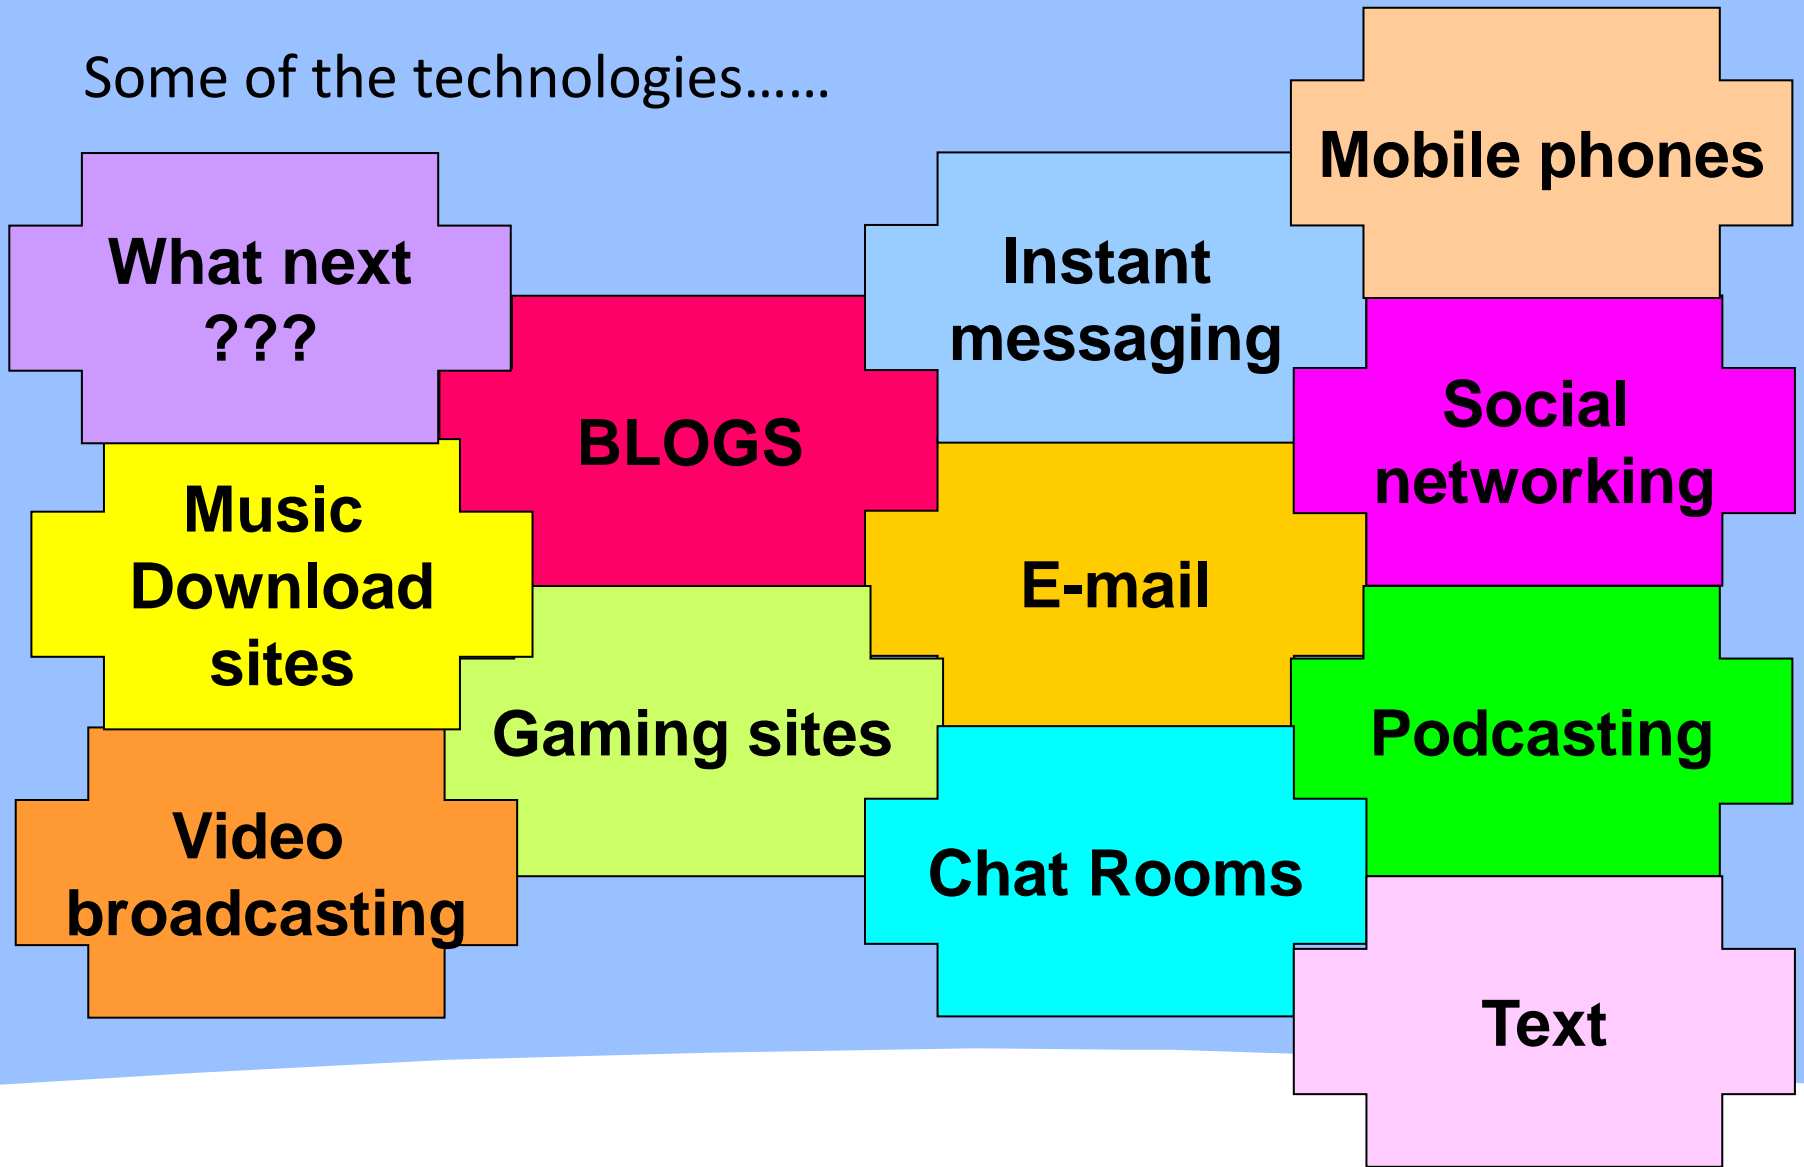 Some of the technologies……
Mobile phones
What next
???
Instant
messaging
BLOGS
Social
networking
Music
Download
sites
E-mail
Gaming sites
Podcasting
Video
broadcasting
Chat Rooms
Text